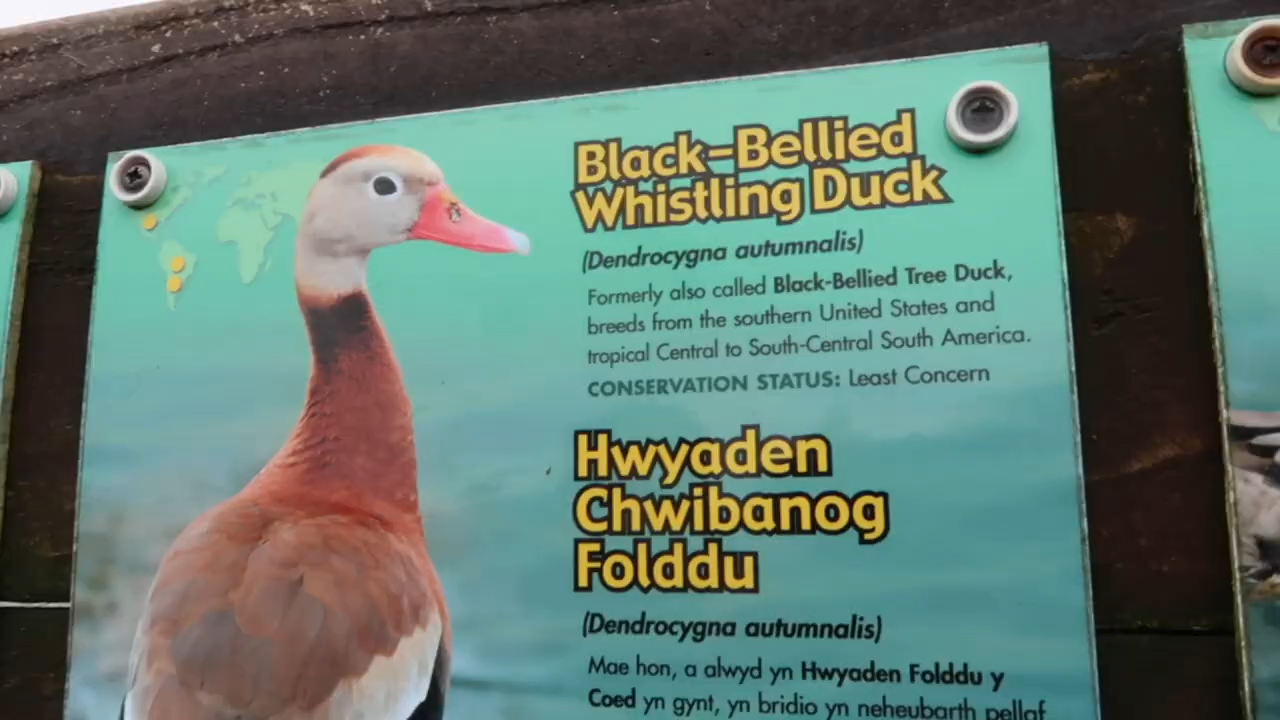 Black-Bellied
Whistling Duck
(Dendrocygna autumnalis)
Formerly also called Black-Bellied Tree Duck,
breeds from the southern United States and
tropical Central to South-Central South America.
CONSERVATION STATUS: Least Concern
Hwyaden
Chwibanog
Folddu
(Dendrocygna autumnalis)
Mae hon, a alwyd yn Hwyaden Folddu y
Coed yn gynt, yn bridio yn neheubarth pellaf